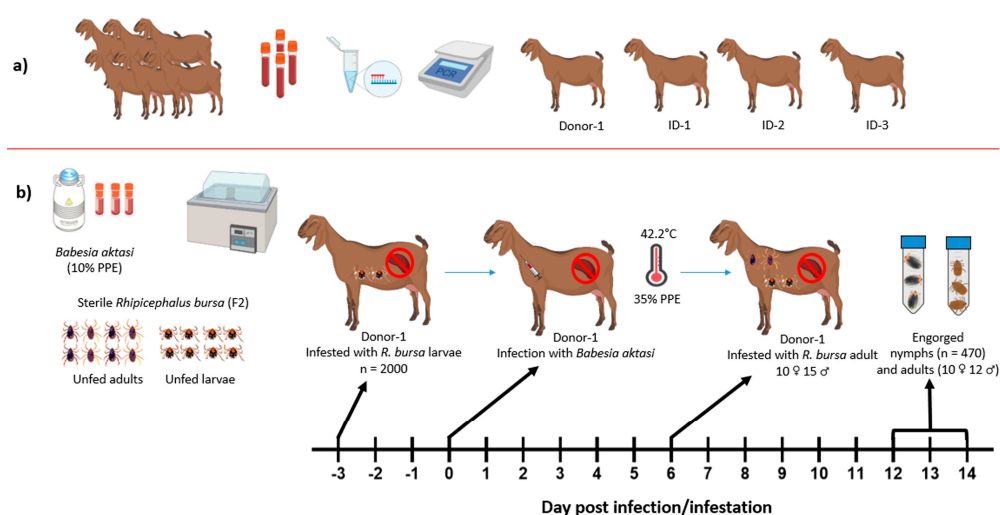 a)
PCR
Donor-1
ID-1
ID-2
ID-3
b)
Babesia aktasi
(10% PPE)
Sterile Rhipicephalus bursa (F2)
Unfed adults
Unfed larvae
42.2°C
35% PPE
Donor-1
Infested with R. bursa larvae
n = 2000
Donor-1
Infection with Babesia aktasi
Donor-1
Infested with R. bursa adult
10 ♀ 15 ♂
Engorged
nymphs (n = 470)
and adults (10 ♀ 12 ♂)
-3 -2 -1 0 1 2 3 4 5 6 7 8 9 10 11 12 13 14
Day post infection/infestation